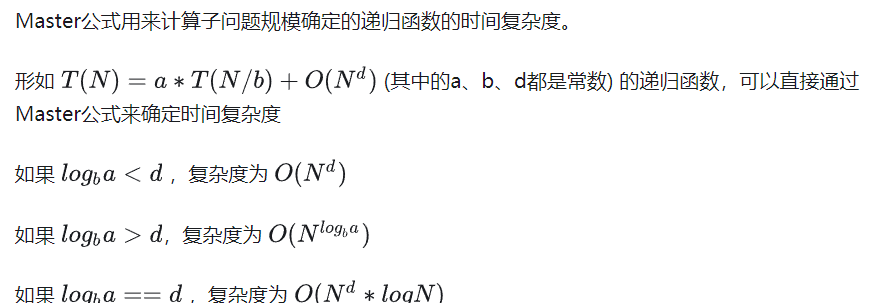 Master公式用来计算子问题规模确定的递归函数的时间复杂度。
形如 T(N) = a * T(N/b) + O(N^d) (其中的a、b、d都是常数) 的递归函数，可以直接通过
Master公式来确定时间复杂度
如果 log_b a < d ，复杂度为 O(N^d)
如果 log_b a > d，复杂度为 O(N^{log_b a})
如果 log_b a == d ，复杂度为 O(N^d * logN)